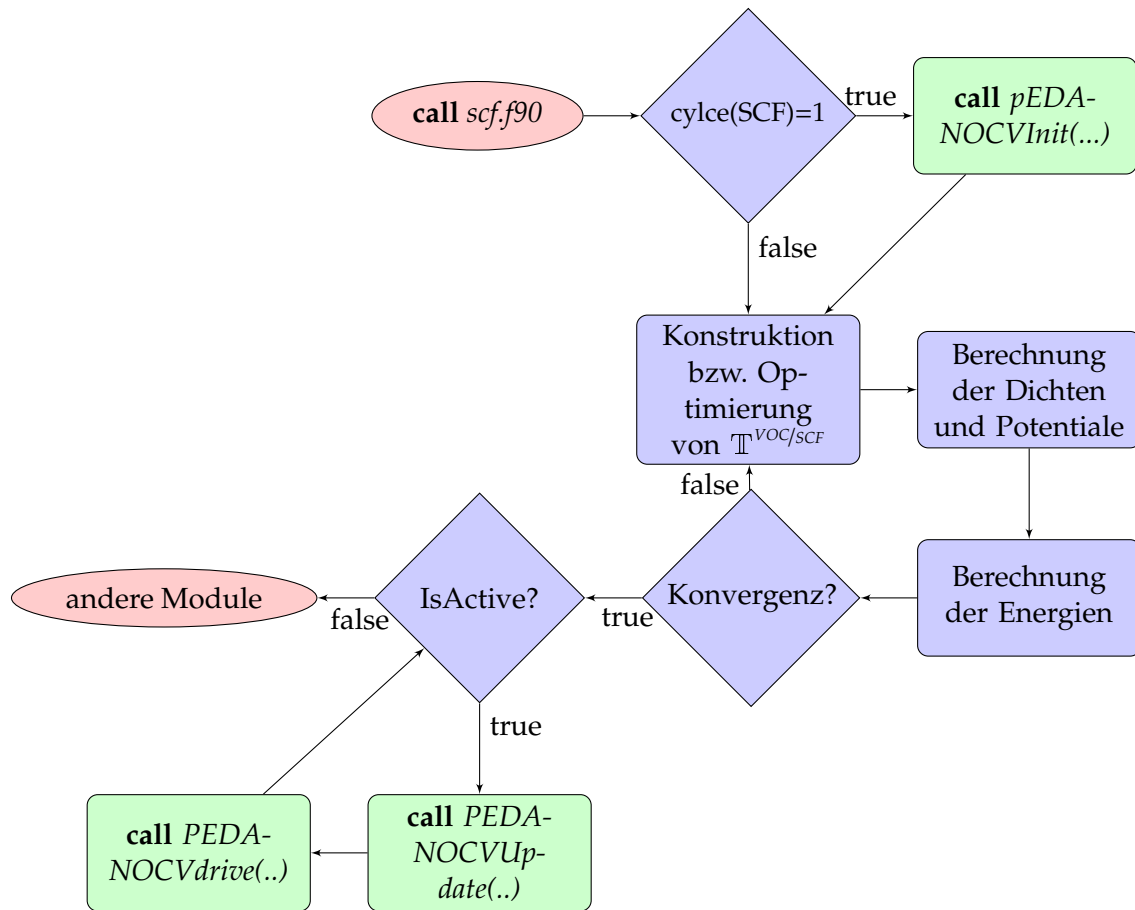 call scf.f90
cylce(SCF)=1
true
call pEDA-
NOCVInit(...)
false
Konstruktion
bzw. Op-
timierung
von 𝕋^VOC/SCF
Berechnung
der Dichten
und Potentiale
false
andere Module
false
IsActive?
true
Konvergenz?
Berechnung
der Energien
true
call PEDA-
NOCVdrive(..)
call PEDA-
NOCVUp-
date(..)